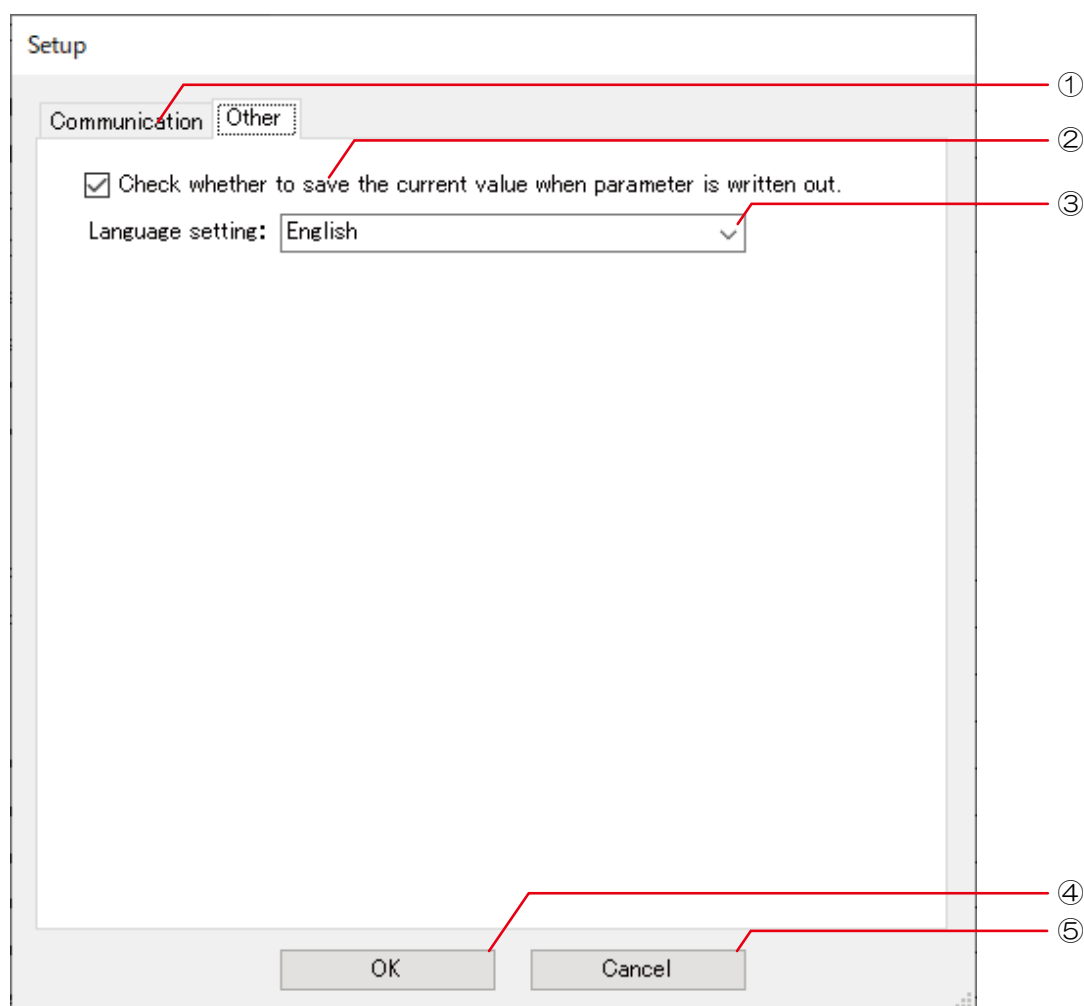 Setup
①
Communication Other
②
Check whether to save the current value when parameter is written out.
③
Language setting: English
④
⑤
OK Cancel